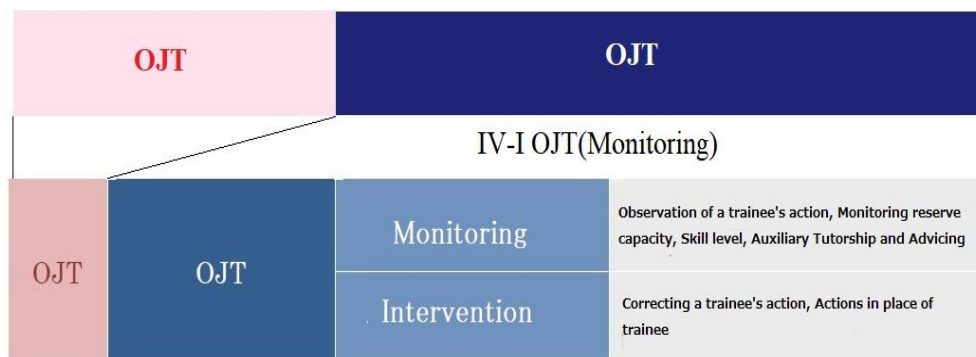 OJT
OJT
IV-I OJT(Monitoring)
OJT
OJT
Monitoring
Observation of a trainee's action, Monitoring reserve
capacity, Skill level, Auxiliary Tutorship and Advicing
Intervention
Correcting a trainee's action, Actions in place of
trainee